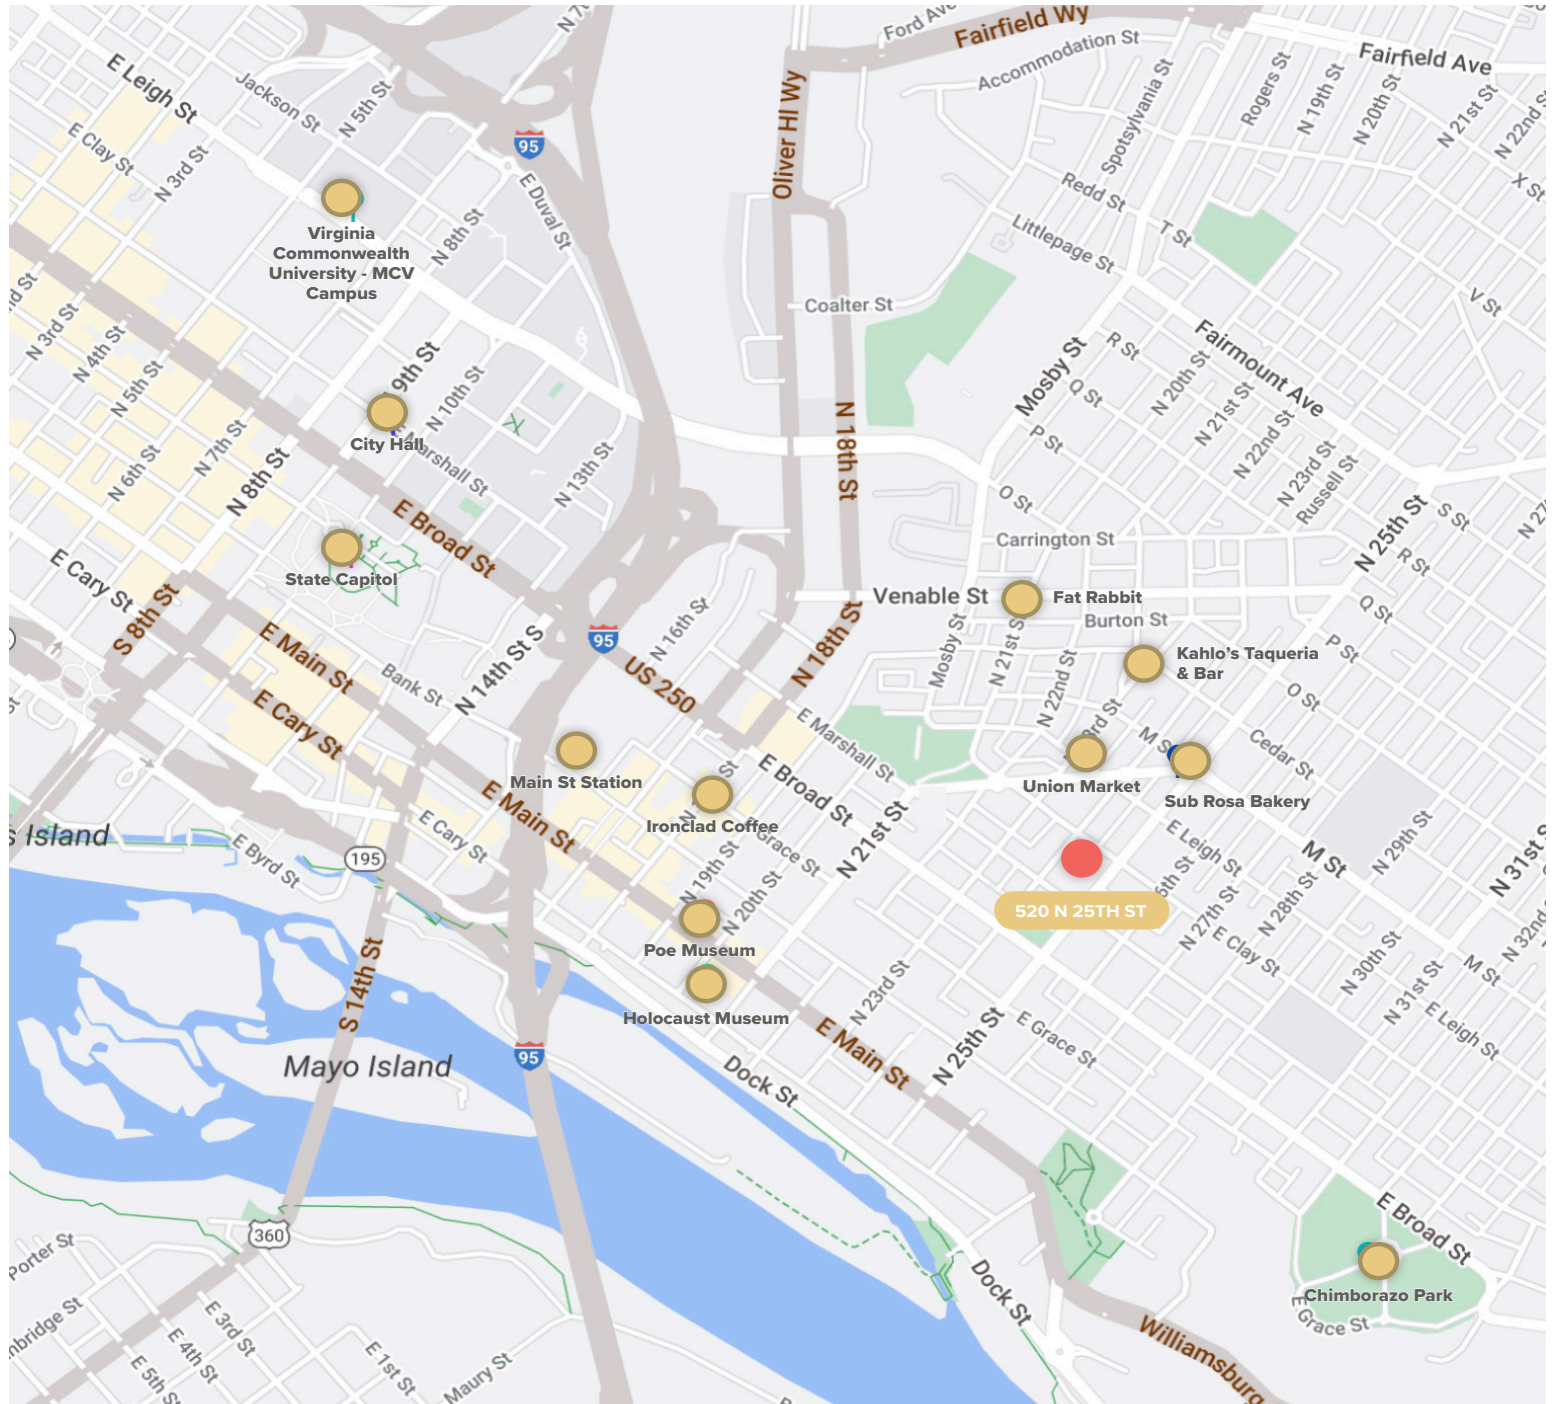 Ford Ave
Fairfield Wy
Fairfield Ave
Accommodation St
E Leigh St
Jackson St
N 5th St
E Clay St
N 3rd St
95
Oliver Hl Wy
Spotsylvania St
Rogers St
N 19th St
N 20th St
N 21st St
N 22nd St
X St
E Duval St
Redd St
T St
Littlepage St
V St
Virginia
Commonwealth
University - MCV
Campus
N 8th St
Coalter St
N 3rd St
N 4th St
N 5th St
N 6th St
N 7th St
N 8th St
9th St
N 10th St
N 13th St
City Hall
E Marshall St
Mosby St
R St
Q St
P St
O St
N 20th St
N 21st St
N 22nd St
N 23rd St
Russell St
Fairmount Ave
N 18th St
N 25th St
S St
R St
Q St
P St
O St
E Broad St
State Capitol
E Cary St
S 8th St
E Main St
E Cary St
Bank St
N 14th St S
95
US 250
N 16th St
N 18th St
Carrington St
Venable St
Fat Rabbit
Burton St
Mosby St
N 21st S
N 22nd St
Kahlo's Taqueria
& Bar
3rd St
M S
Cedar St
E Marshall St
Main St Station
E Broad St
Union Market
Sub Rosa Bakery
Ironclad Coffee
E Main St
E Grace St
N 21st St
s Island
E Byrd St
195
E Cary St
N 19th St
N 20th St
E Leigh St
M St
N 29th St
N 31st S
520 N 25TH ST
6th St
N 27th St
N 28th St
E Clay St
N 30th St
N 31st St
M St
N 32nd
E Leigh St
Poe Museum
Holocaust Museum
S 14th St
Mayo Island
95
Dock St
E Main St
N 23rd St
N 25th St
E Grace St
360
Porter St
E 3rd St
E 4th St
E 5th St
E 1st St
Maury St
Dock St
Williamsburg
E Broad St
Chimborazo Park
E Grace St